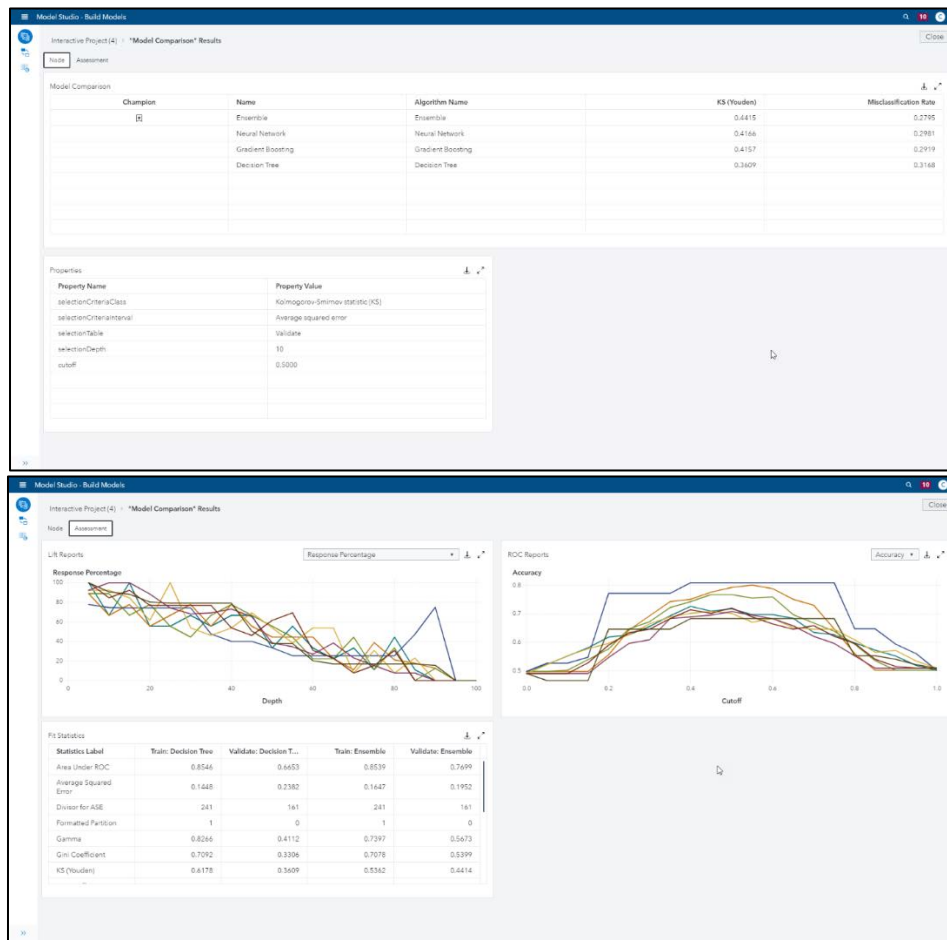 Model Studio - Build Models
10
C
Interactive Project (4) > "Model Comparison" Results
Close
Node Assessment
Model Comparison
Champion Name Algorithm Name KS (Youden) Misclassification Rate
Ensemble Ensemble 0.4415 0.2795
Neural Network Neural Network 0.4166 0.2981
Gradient Boosting Gradient Boosting 0.4157 0.2919
Decision Tree Decision Tree 0.3609 0.3168
Properties
Property Name Property Value
selectionCriteriaClass Kolmogorov-Smirnov statistic (KS)
selectionCriteriaInterval Average squared error
selectionTable Validate
selectionDepth 10
cutoff 0.5000
Model Studio - Build Models
10
C
Interactive Project (4) > "Model Comparison" Results
Close
Node Assessment
Lift Reports Response Percentage
Response Percentage
100
80
60
40
20
0
0 20 40 60 80 100
Depth
ROC Reports Accuracy
Accuracy
0.8
0.7
0.6
0.5
0.0 0.2 0.4 0.6 0.8 1.0
Cutoff
Fit Statistics
Statistics Label Train: Decision Tree Validate: Decision T... Train: Ensemble Validate: Ensemble
Area Under ROC 0.8546 0.6653 0.8539 0.7699
Average Squared
Error 0.1448 0.2382 0.1647 0.1952
Divisor for ASE 241 161 241 161
Formatted Partition 1 0 1 0
Gamma 0.8266 0.4112 0.7397 0.5673
Gini Coefficient 0.7092 0.3306 0.7078 0.5399
KS (Youden) 0.6178 0.3609 0.5362 0.4414